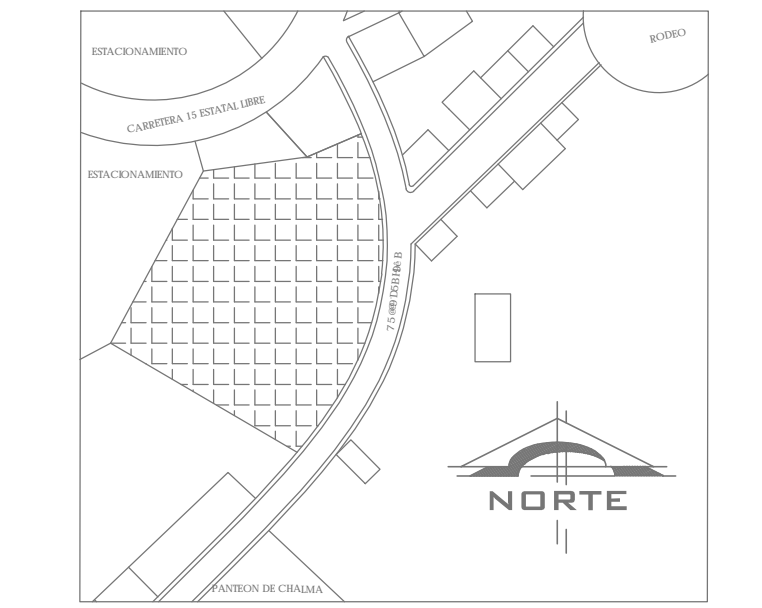 ESTACIONAMIENTO
RODEO
CARRETERA 15 ESTATAL LIBRE
ESTACIONAMIENTO
NORTE
PANTEON DE CHALMA